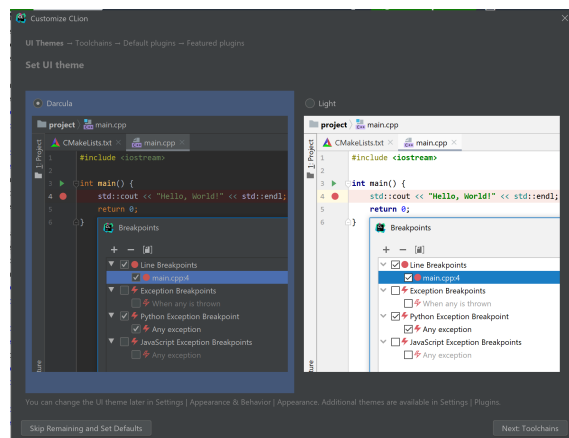 Customize CLion
UI Themes → Toolchains → Default plugins → Featured plugins
Set UI theme
Darcula
project main.cpp
CMakeLists.txt main.cpp
1: Project
1 #include <iostream>
2
3 int main() {
4 std::cout << "Hello, World!" << std::endl;
5 return 0;
6 }
Breakpoints
Line Breakpoints
main.cpp:4
Exception Breakpoints
When any is thrown
Python Exception Breakpoint
Any exception
JavaScript Exception Breakpoints
Any exception
Light
project main.cpp
CMakeLists.txt main.cpp
1: Project
1 #include <iostream>
2
3 int main() {
4 std::cout << "Hello, World!" << std::endl;
5 return 0;
6 }
Breakpoints
Line Breakpoints
main.cpp:4
Exception Breakpoints
When any is thrown
Python Exception Breakpoint
Any exception
JavaScript Exception Breakpoints
Any exception
You can change the UI theme later in Settings | Appearance & Behavior | Appearance. Additional themes are available in Settings | Plugins.
Skip Remaining and Set Defaults
Next: Toolchains